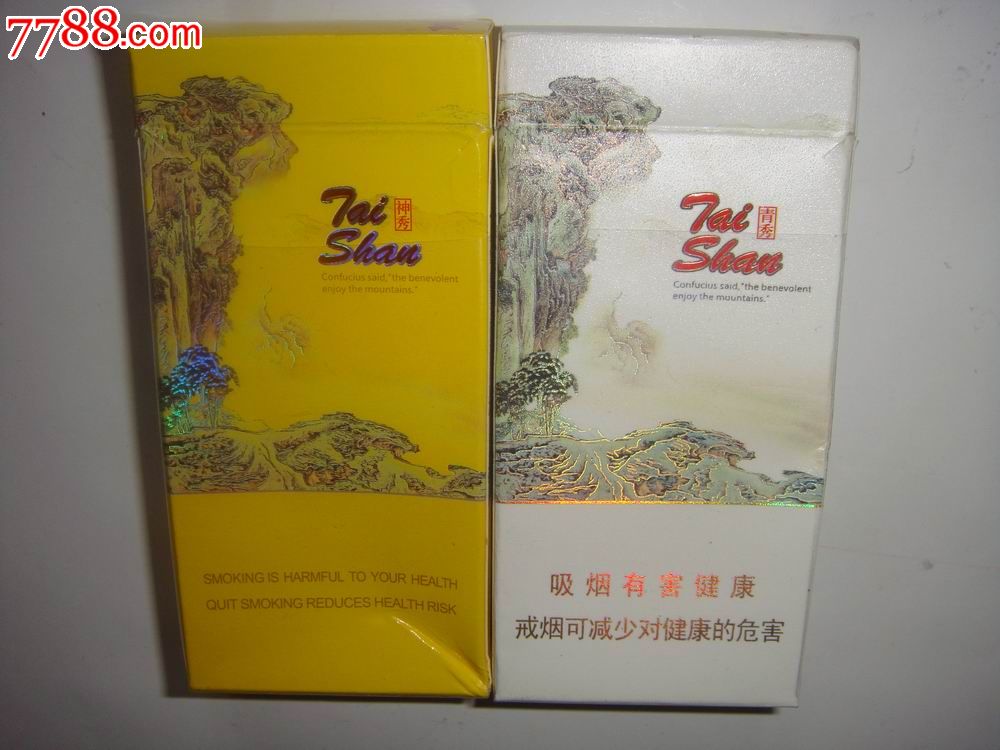 7788.com
Tai
神秀
Shan
Confucius said,"the benevolent
enjoy the mountains."
SMOKING IS HARMFUL TO YOUR HEALTH
QUIT SMOKING REDUCES HEALTH RISK
Tai
青秀
Shan
Confucius said,"the benevolent
enjoy the mountains."
吸烟有害健康
戒烟可减少对健康的危害